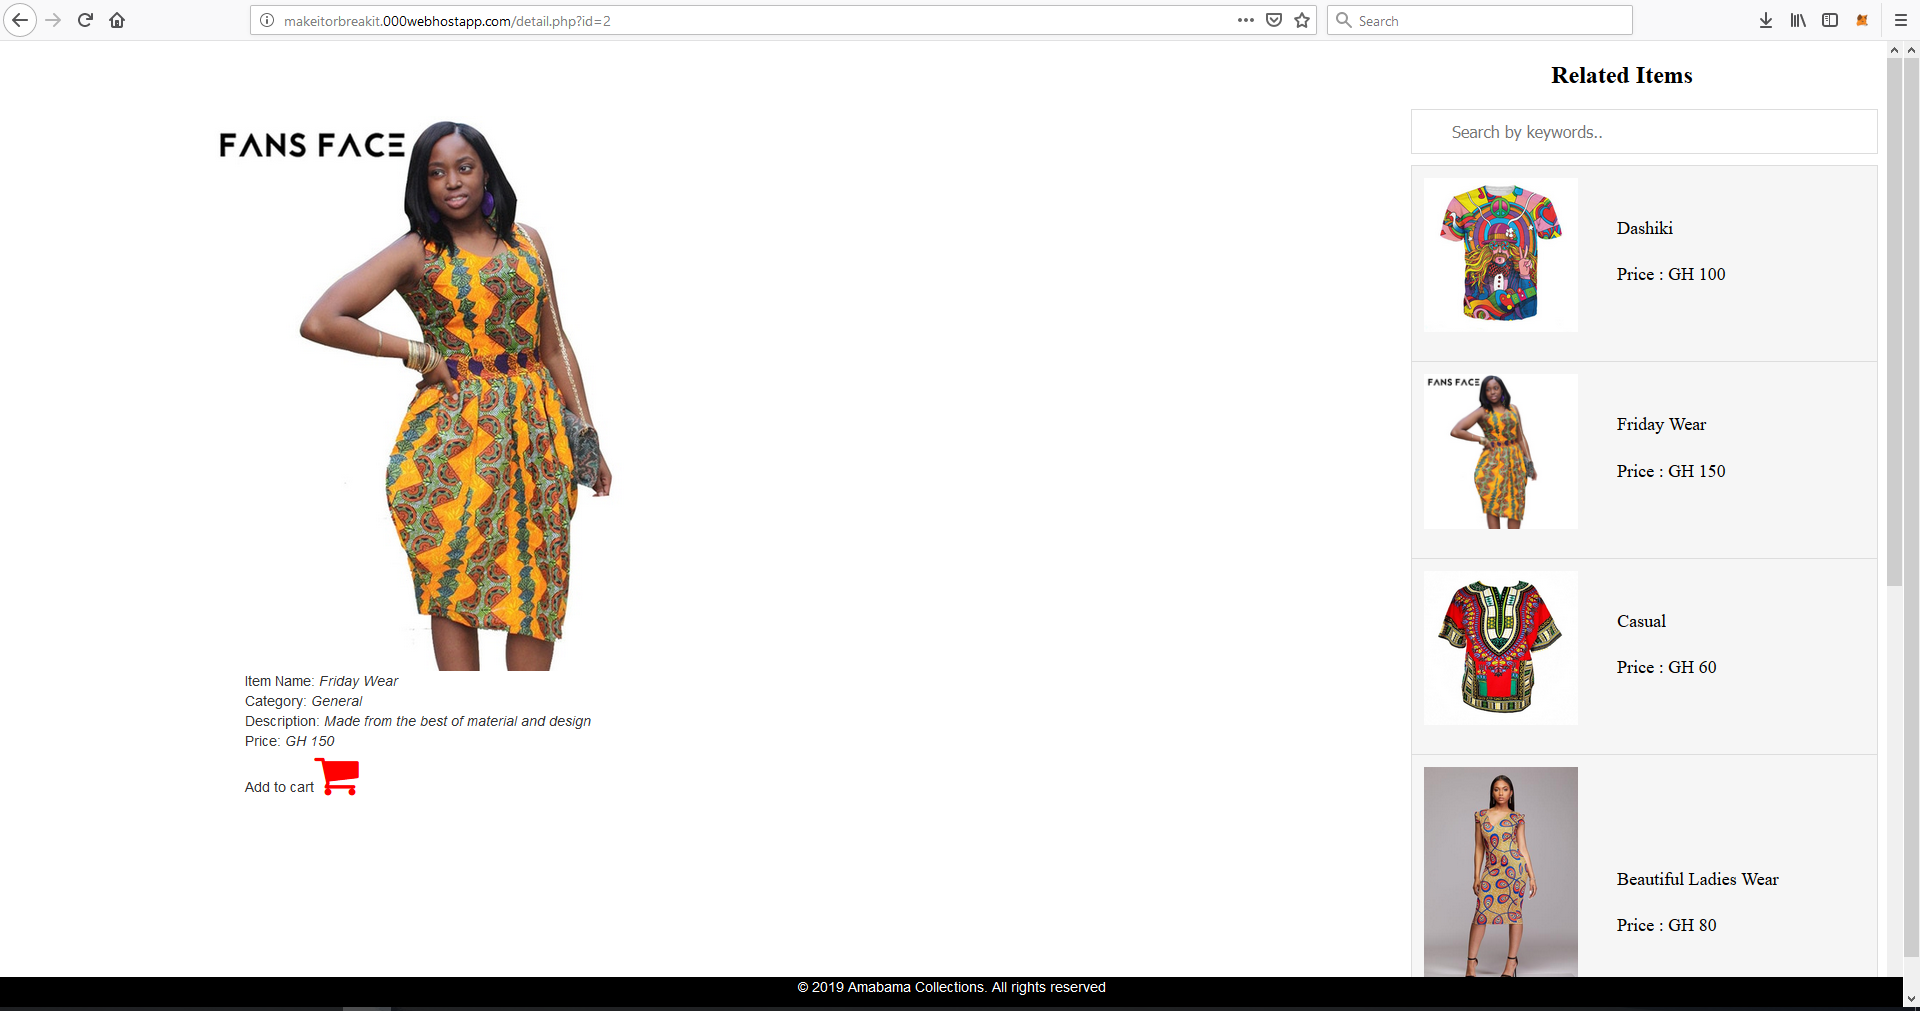 makeitorbreakit.000webhostapp.com/detail.php?id=2
Search
FANS FACE
Item Name: Friday Wear
Category: General
Description: Made from the best of material and design
Price: GH 150
Add to cart
Related Items
Search by keywords..
Dashiki
Price : GH 100
FANS FACE
Friday Wear
Price : GH 150
Casual
Price : GH 60
Beautiful Ladies Wear
Price : GH 80
© 2019 Amabama Collections. All rights reserved